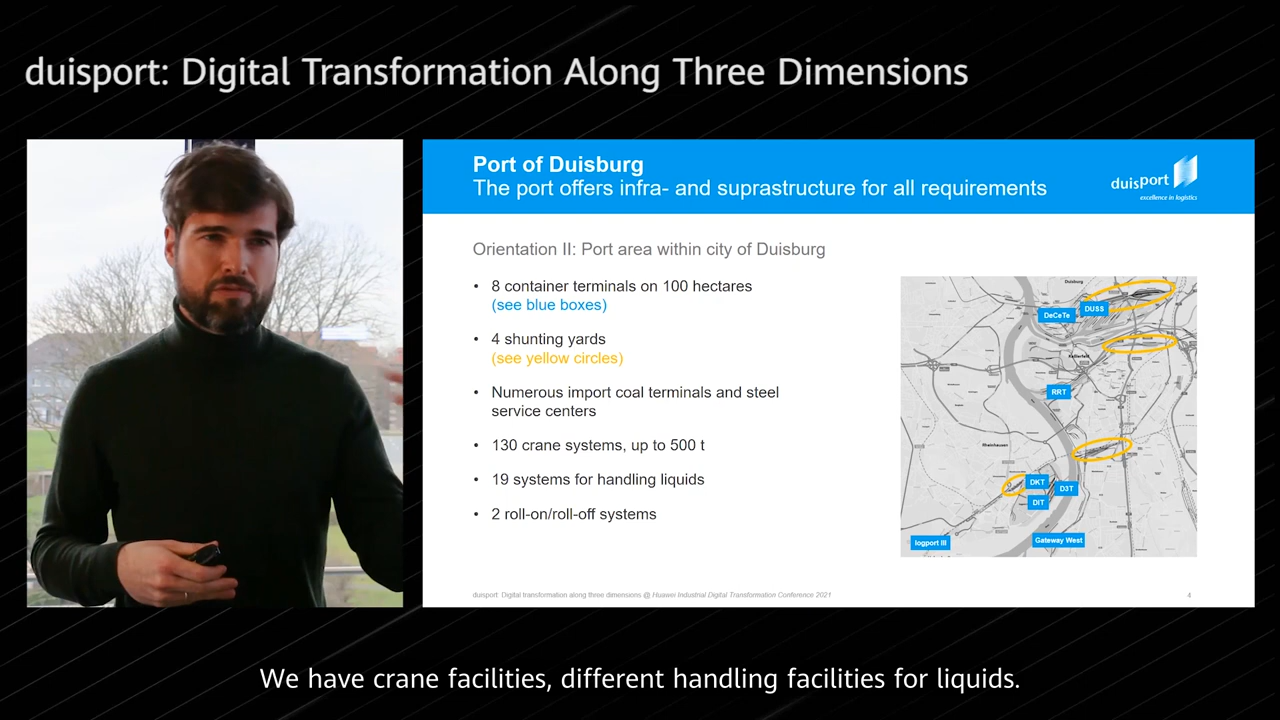 duisport: Digital Transformation Along Three Dimensions
Port of Duisburg
The port offers infra- and suprastructure for all requirements
duisport
excellence in logistics
Orientation II: Port area within city of Duisburg
• 8 container terminals on 100 hectares
(see blue boxes)
• 4 shunting yards
(see yellow circles)
• Numerous import coal terminals and steel
service centers
• 130 crane systems, up to 500 t
• 19 systems for handling liquids
• 2 roll-on/roll-off systems
Duisburg
DUSS
DeCeTe
RRT
Rheinhausen
DKT
D3T
DIT
logport III
Gateway West
duisport: Digital transformation along three dimensions @ Huawei Industrial Digital Transformation Conference 2021
4
We have crane facilities, different handling facilities for liquids.